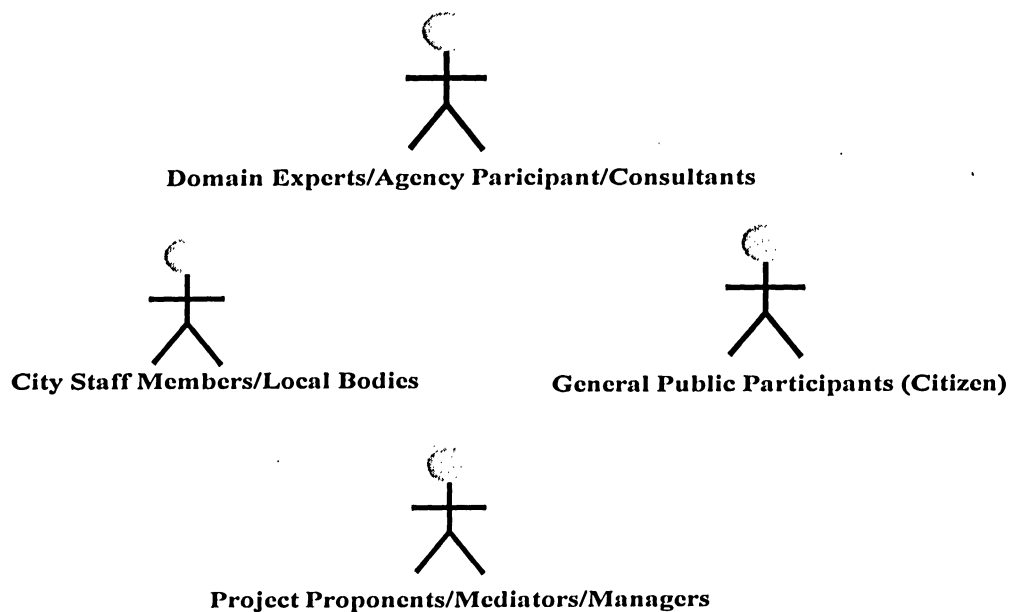 Domain Experts/Agency Paricipant/Consultants
City Staff Members/Local Bodies
General Public Participants (Citizen)
Project Proponents/Mediators/Managers